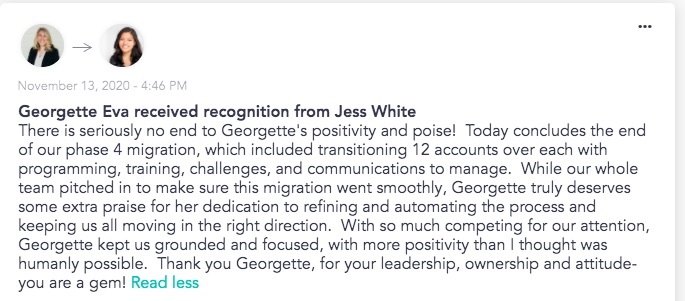 November 13, 2020 - 4:46 PM
Georgette Eva received recognition from Jess White
There is seriously no end to Georgette's positivity and poise!  Today concludes the end
of our phase 4 migration, which included transitioning 12 accounts over each with
programming, training, challenges, and communications to manage.  While our whole
team pitched in to make sure this migration went smoothly, Georgette truly deserves
some extra praise for her dedication to refining and automating the process and
keeping us all moving in the right direction.  With so much competing for our attention,
Georgette kept us grounded and focused, with more positivity than I thought was
humanly possible.  Thank you Georgette, for your leadership, ownership and attitude-
you are a gem! Read less